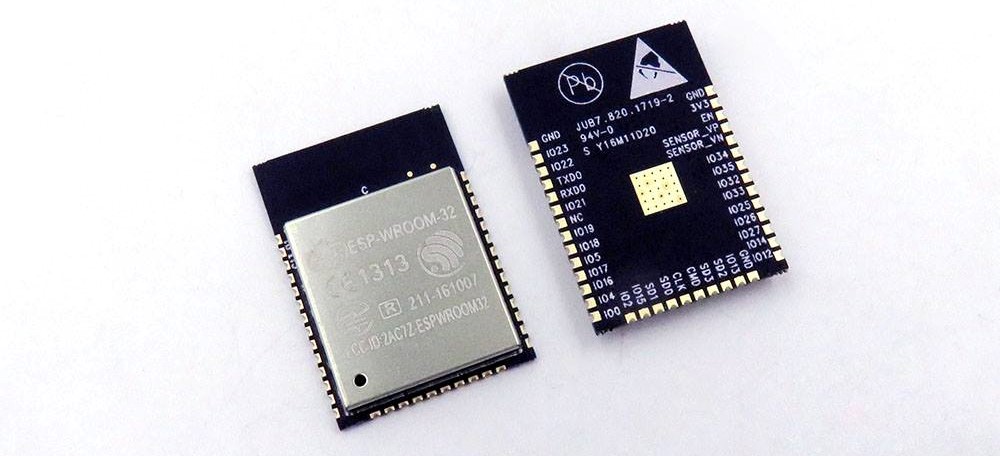 C
ESP-WROOM-32
CE1313
R 211-161007
FCC ID:2AC7Z-ESPWROOM32
Pb
JUB7.820.1719-2
94V-0
S Y16M11D20
GND
IO23
IO22
TXD0
RXD0
IO21
NC
IO19
IO18
IO5
IO17
IO16
IO4
IO0
IO2
IO15
SD1
SD0
CLK
CMD
SD3
SD2
IO13
GND
GND
3V3
EN
SENSOR_VP
SENSOR_VN
IO34
IO35
IO32
IO33
IO25
IO26
IO27
IO14
IO12